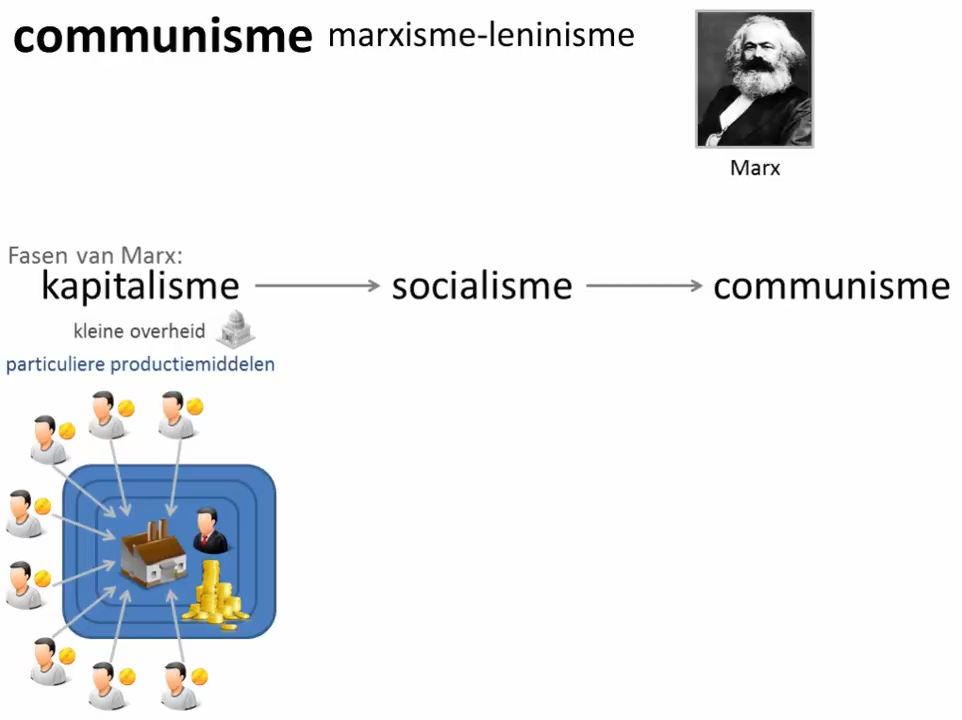 communisme marxisme-leninisme
Marx
Fasen van Marx:
kapitalisme socialisme communisme
kleine overheid
particuliere productiemiddelen